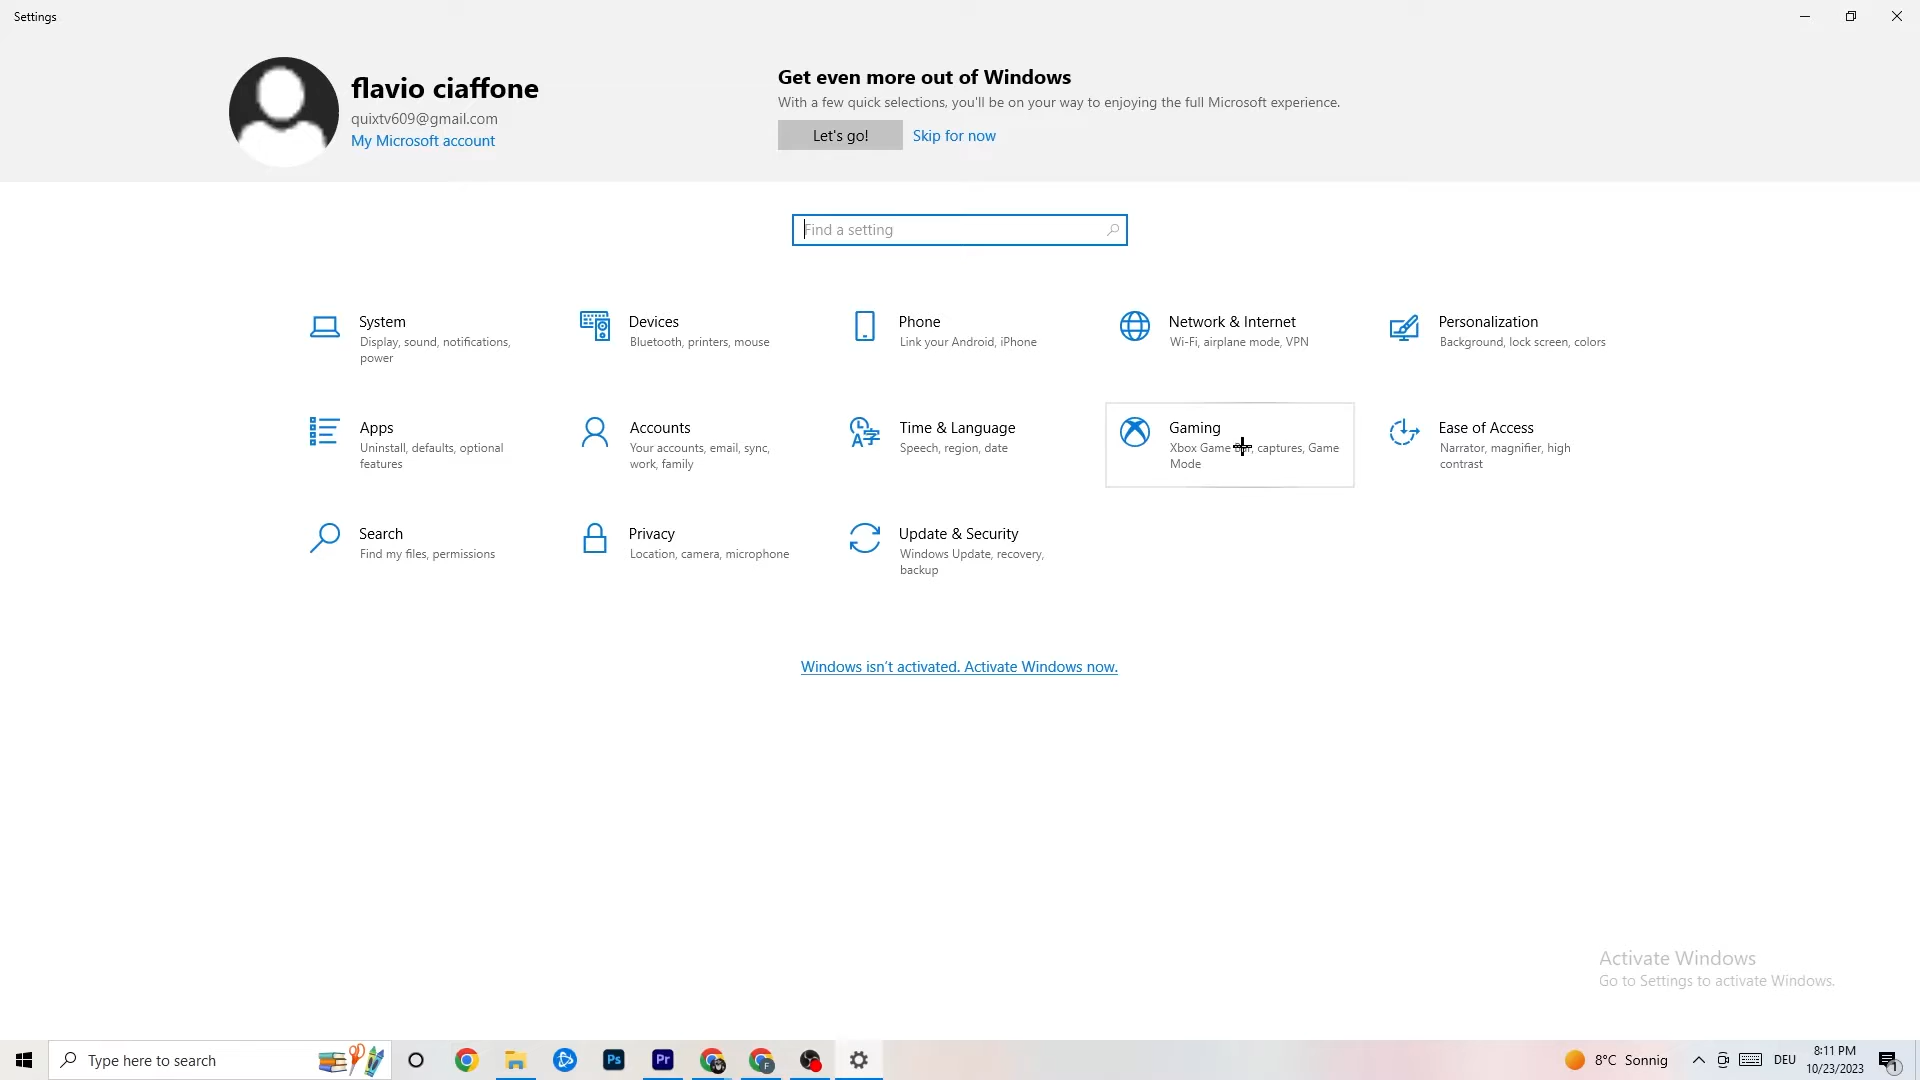 Settings
flavio ciaffone
quixtv609@gmail.com
My Microsoft account
Get even more out of Windows
With a few quick selections, you'll be on your way to enjoying the full Microsoft experience.
Let's go!
Skip for now
Find a setting
System
Display, sound, notifications,
power
Devices
Bluetooth, printers, mouse
Phone
Link your Android, iPhone
Network & Internet
Wi-Fi, airplane mode, VPN
Personalization
Background, lock screen, colors
Apps
Uninstall, defaults, optional
features
Accounts
Your accounts, email, sync,
work, family
Time & Language
Speech, region, date
Gaming
Xbox Game Bar, captures, Game
Mode
Ease of Access
Narrator, magnifier, high
contrast
Search
Find my files, permissions
Privacy
Location, camera, microphone
Update & Security
Windows Update, recovery,
backup
Windows isn't activated. Activate Windows now.
Activate Windows
Go to Settings to activate Windows.
Type here to search
Ps
Pr
F
8°C Sonnig
DEU
8:11 PM
10/23/2023
1